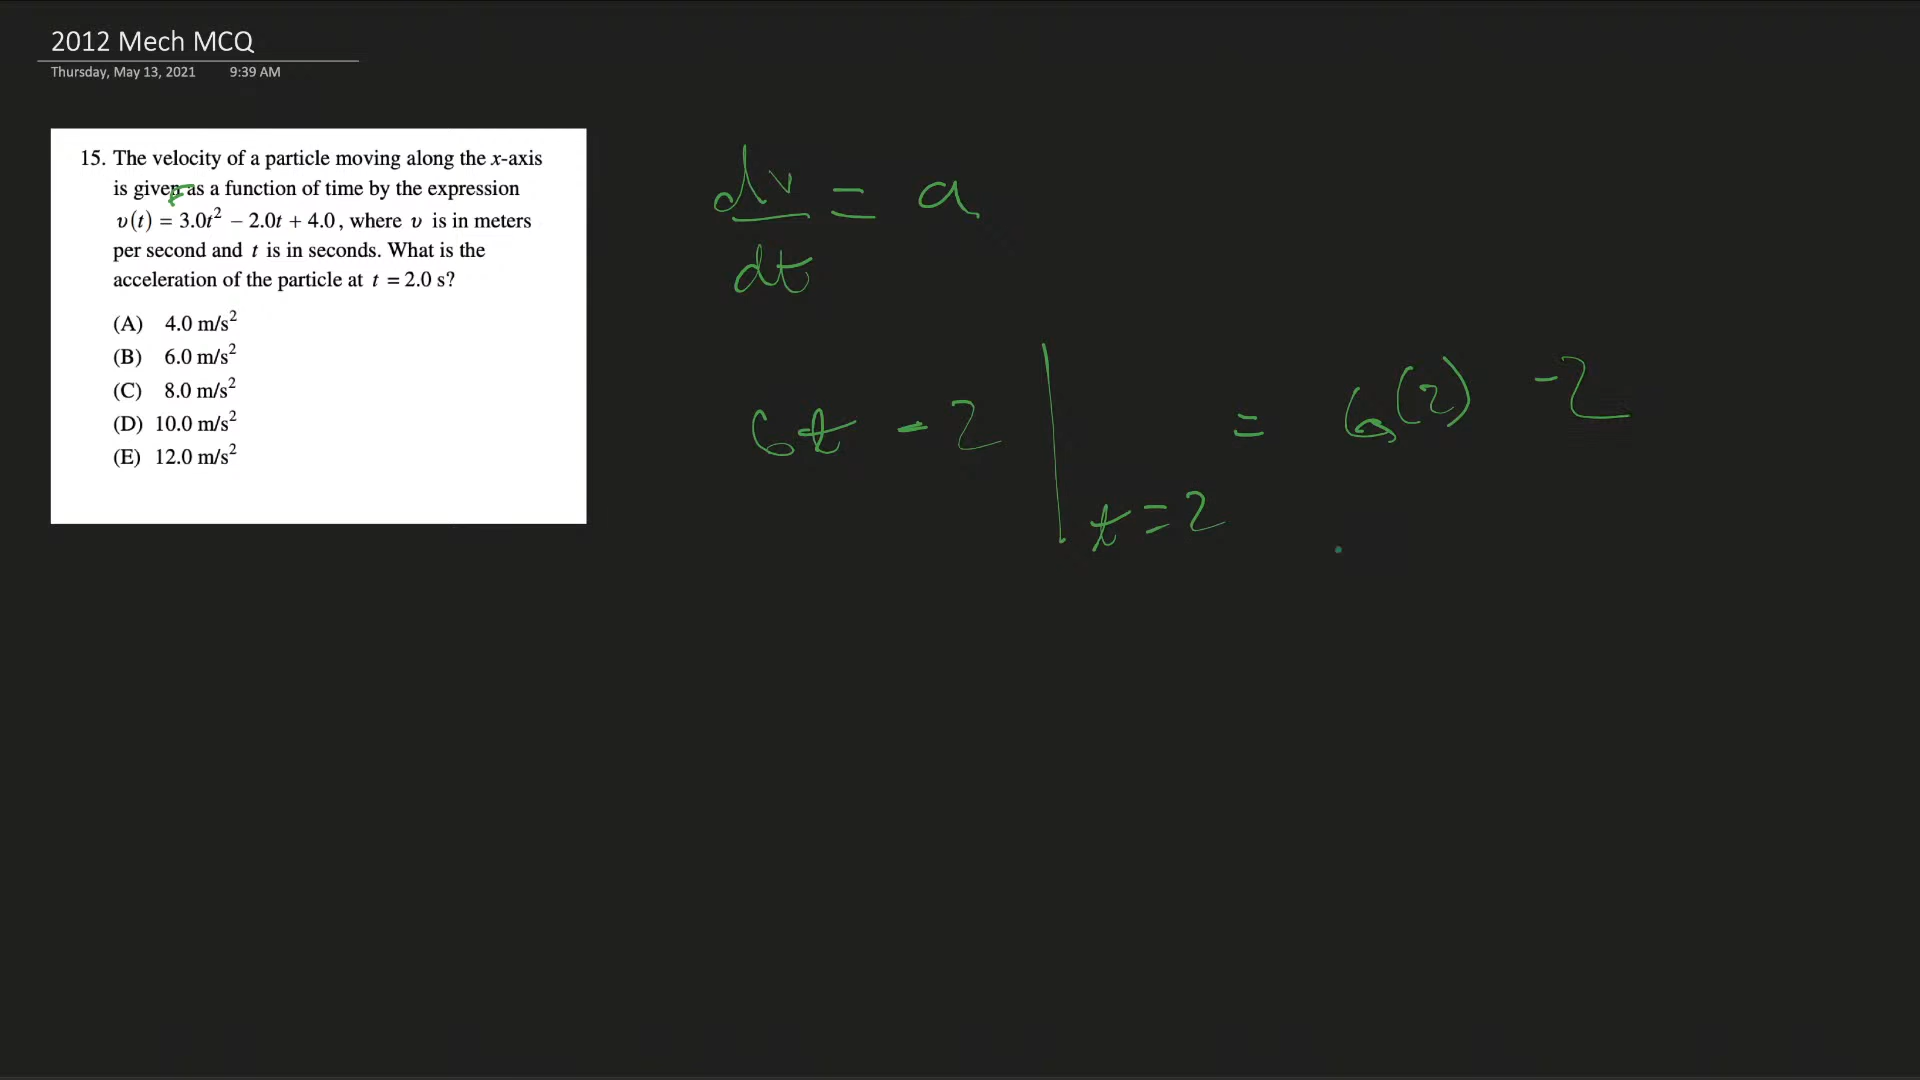 2012 Mech MCQ
Thursday, May 13, 2021 9:39 AM
15. The velocity of a particle moving along the x-axis
is given as a function of time by the expression
υ(t) = 3.0t² − 2.0t + 4.0, where υ is in meters
per second and t is in seconds. What is the
acceleration of the particle at t = 2.0 s?
(A) 4.0 m/s²
(B) 6.0 m/s²
(C) 8.0 m/s²
(D) 10.0 m/s²
(E) 12.0 m/s²
dv = a
dt
6t - 2 | = 6(2) - 2
t = 2